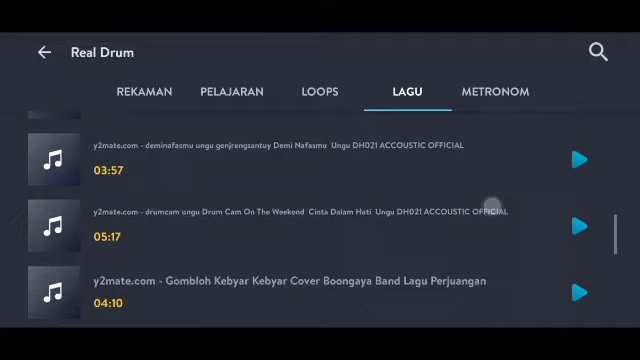 Real Drum
REKAMAN PELAJARAN LOOPS LAGU METRONOM
y2mate.com - deminafasmu ungu genjrengsantuy Demi Nafasmu Ungu DH021 ACCOUSTIC OFFICIAL
03:57
y2mate.com - drumcam ungu Drum Cam On The Weekend Cinta Dalam Hati Ungu DH021 ACCOUSTIC OFFICIAL
05:17
y2mate.com - Gombloh Kebyar Kebyar Cover Boongaya Band Lagu Perjuangan
04:10